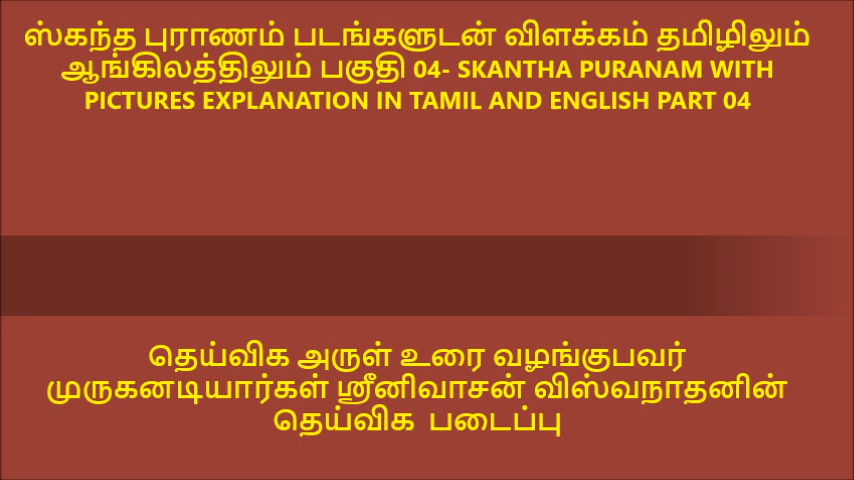 ஸ்கந்த புராணம் படங்களுடன் விளக்கம் தமிழிலும்
ஆங்கிலத்திலும் பகுதி 04- SKANTHA PURANAM WITH
PICTURES EXPLANATION IN TAMIL AND ENGLISH PART 04
தெய்விக அருள் உரை வழங்குபவர்
முருகனடியார்கள் ஸ்ரீனிவாசன் விஸ்வநாதனின்
தெய்விக படைப்பு